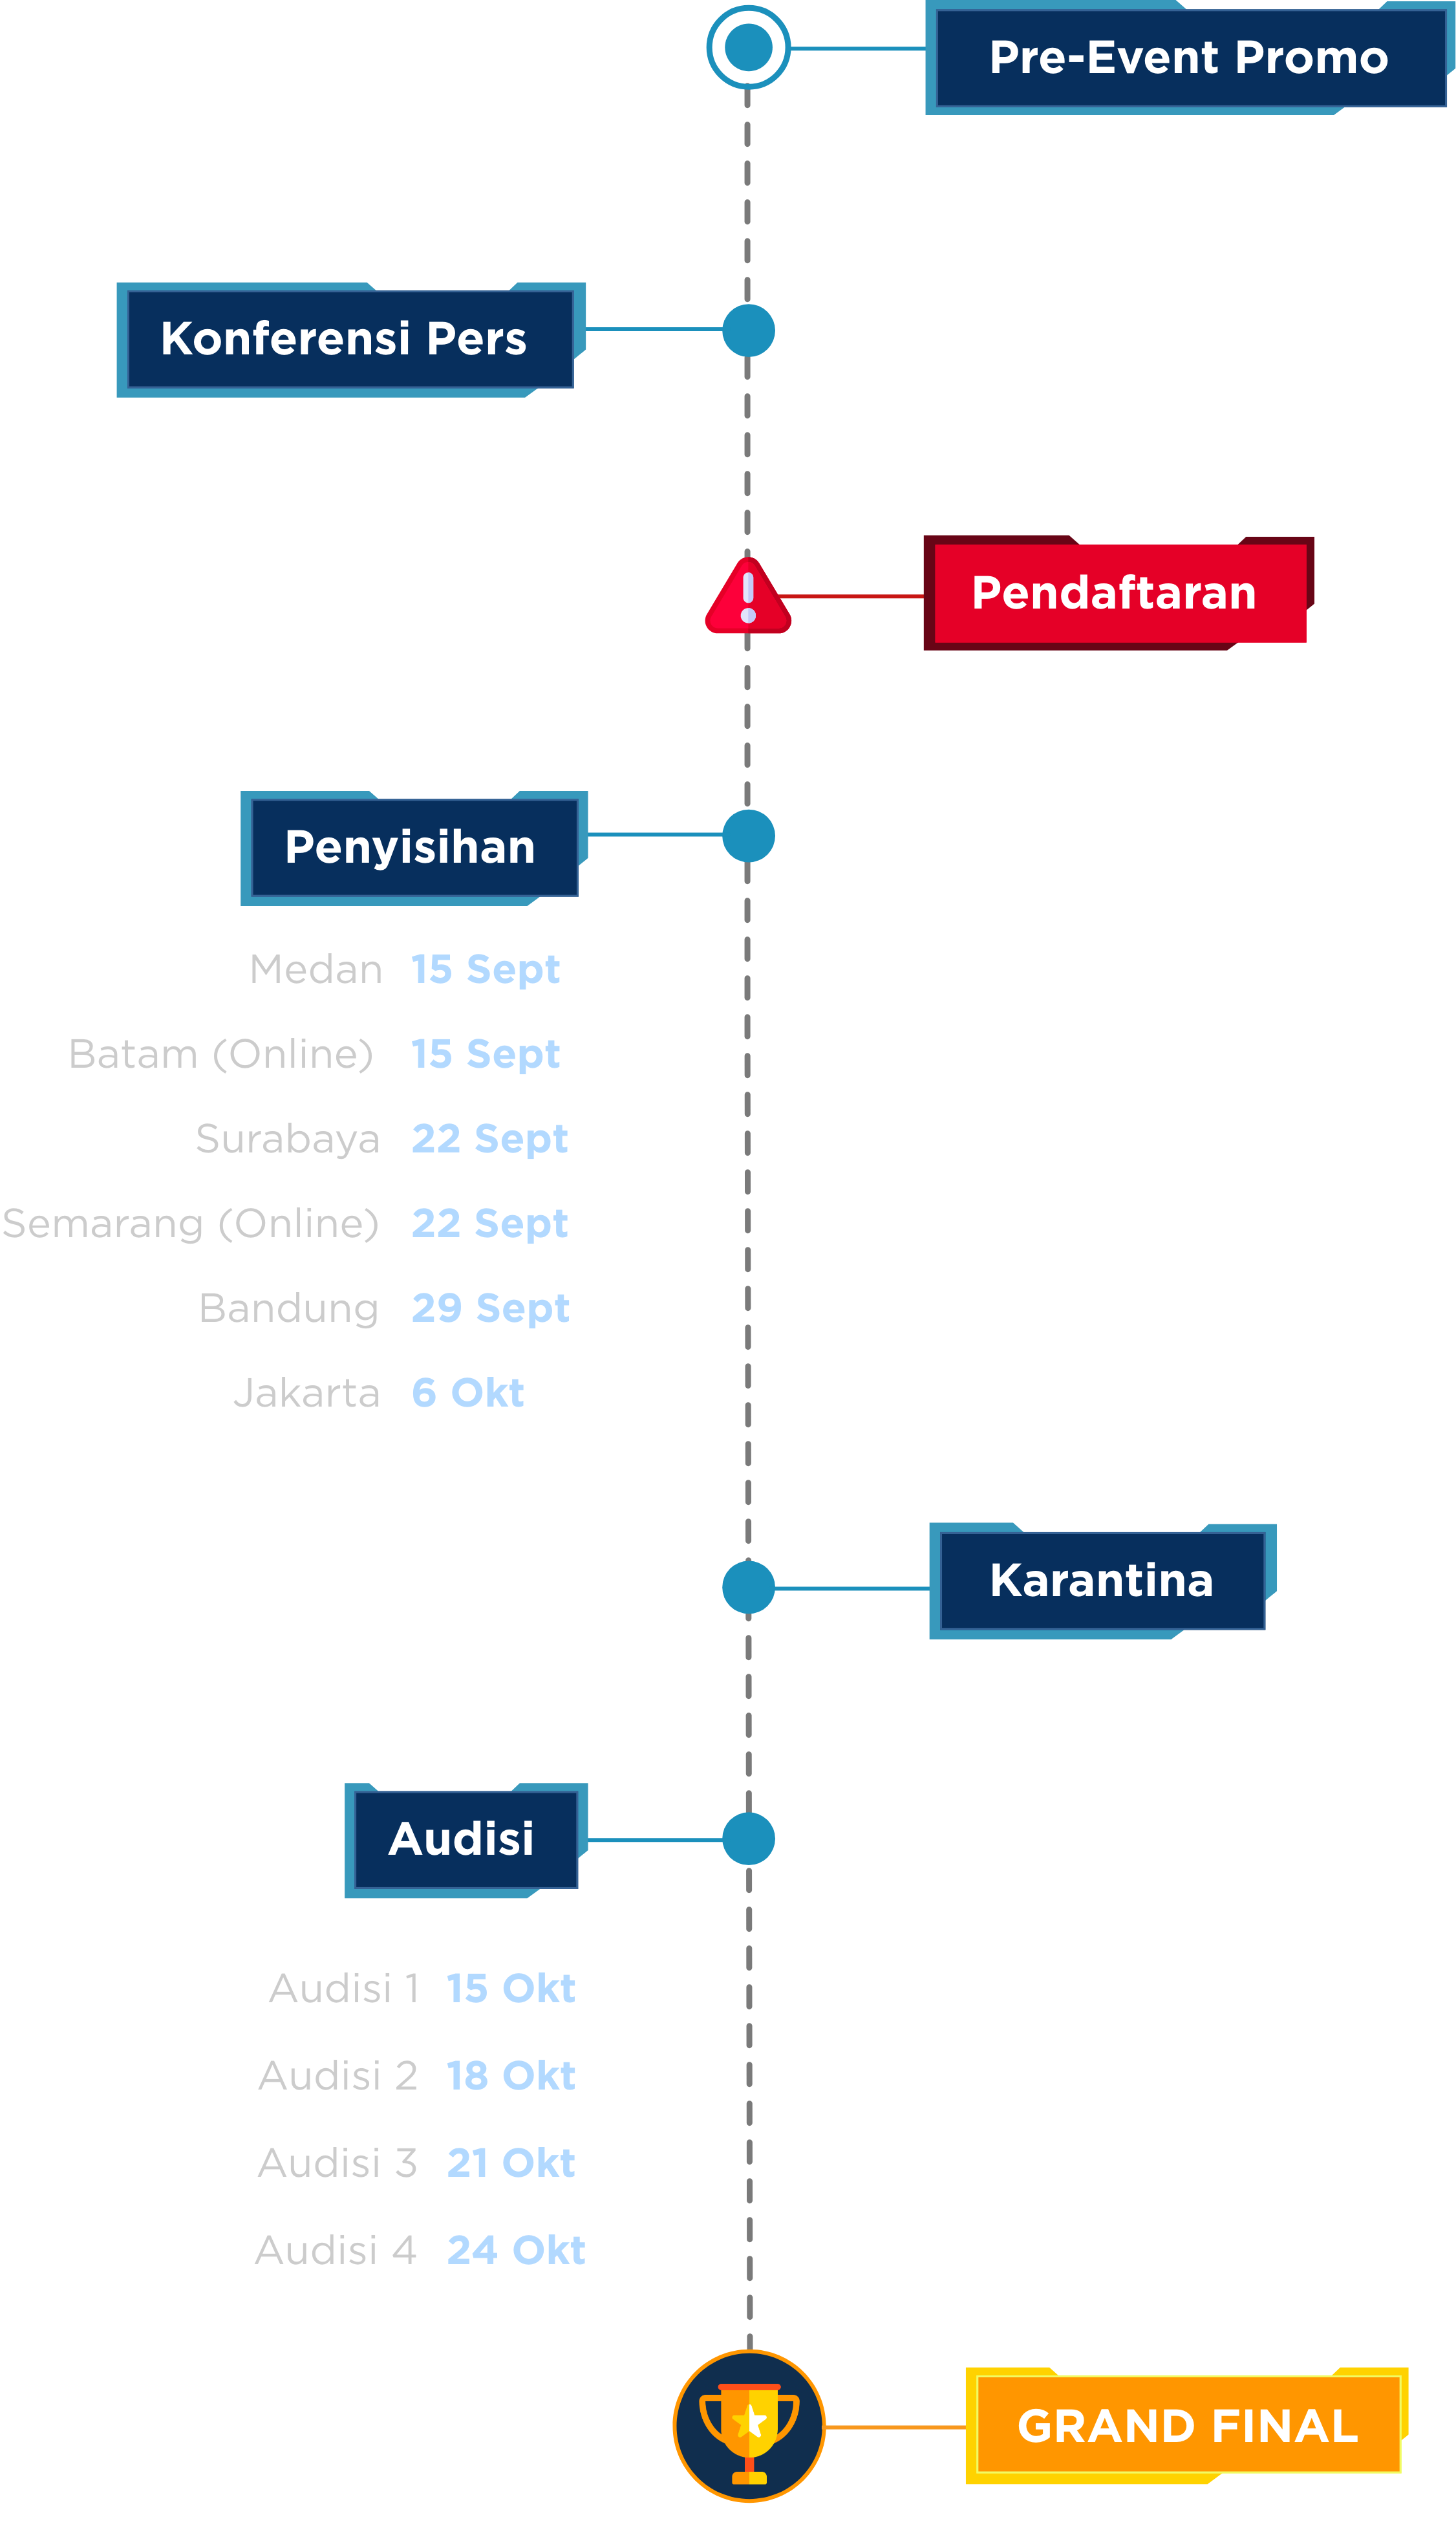 Pre-Event Promo
Konferensi Pers
Pendaftaran
Penyisihan
Medan 15 Sept
Batam (Online) 15 Sept
Surabaya 22 Sept
Semarang (Online) 22 Sept
Bandung 29 Sept
Jakarta 6 Okt
Karantina
Audisi
Audisi 1 15 Okt
Audisi 2 18 Okt
Audisi 3 21 Okt
Audisi 4 24 Okt
GRAND FINAL